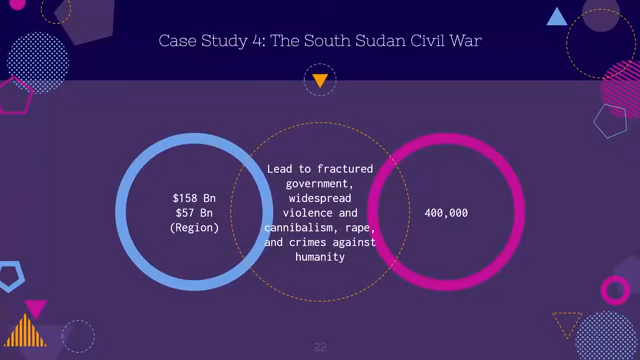 Case Study 4: The South Sudan Civil War
$158 Bn
$57 Bn
(Region)
Lead to fractured
government,
widespread
violence and
cannibalism, rape,
and crimes against
humanity
400,000
22